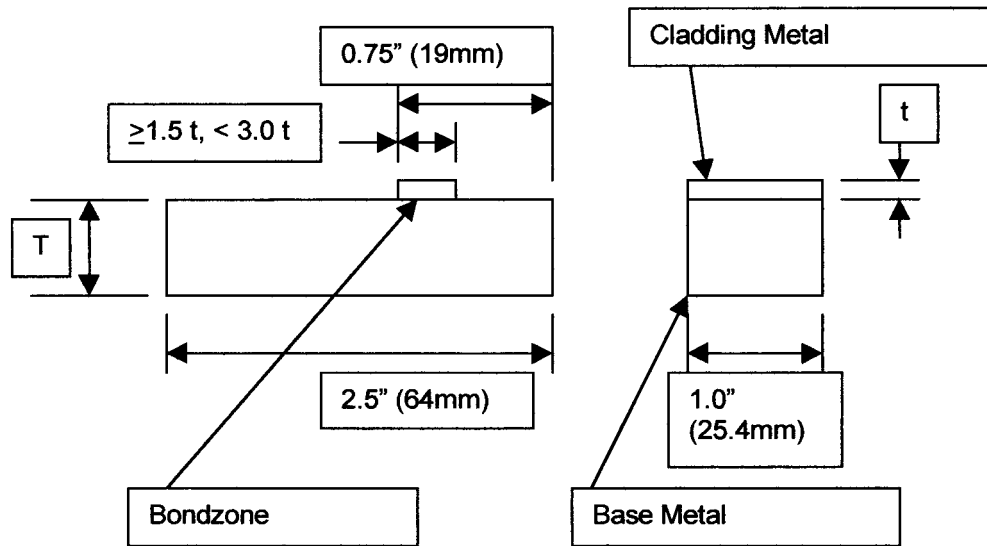 0.75” (19mm)
Cladding Metal
≥1.5 t, < 3.0 t
t
T
2.5” (64mm)
1.0”
(25.4mm)
Bondzone
Base Metal